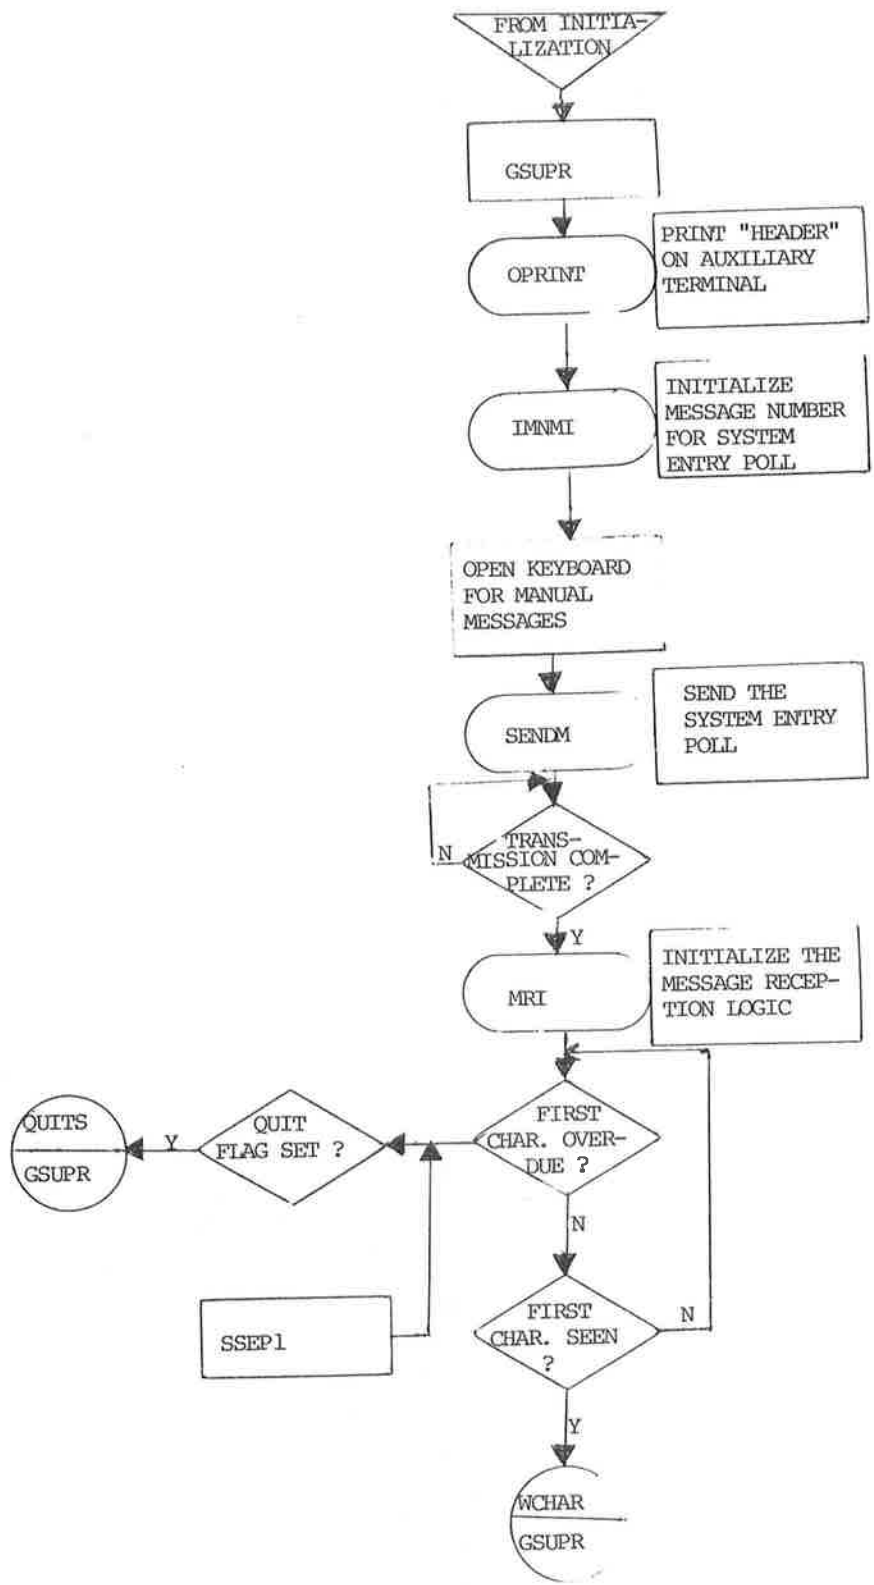 FROM INITIA-
LIZATION
GSUPR
OPRINT
PRINT "HEADER"
ON AUXILIARY
TERMINAL
IMNMI
INITIALIZE
MESSAGE NUMBER
FOR SYSTEM
ENTRY POLL
OPEN KEYBOARD
FOR MANUAL
MESSAGES
SENDM
SEND THE
SYSTEM ENTRY
POLL
TRANS-
MISSION COM-
PLETE ?
N
Y
MRI
INITIALIZE THE
MESSAGE RECEP-
TION LOGIC
FIRST
CHAR. OVER-
DUE ?
QUIT
FLAG SET ?
Y
QUITS
GSUPR
N
SSEP1
FIRST
CHAR. SEEN
?
N
Y
WCHAR
GSUPR